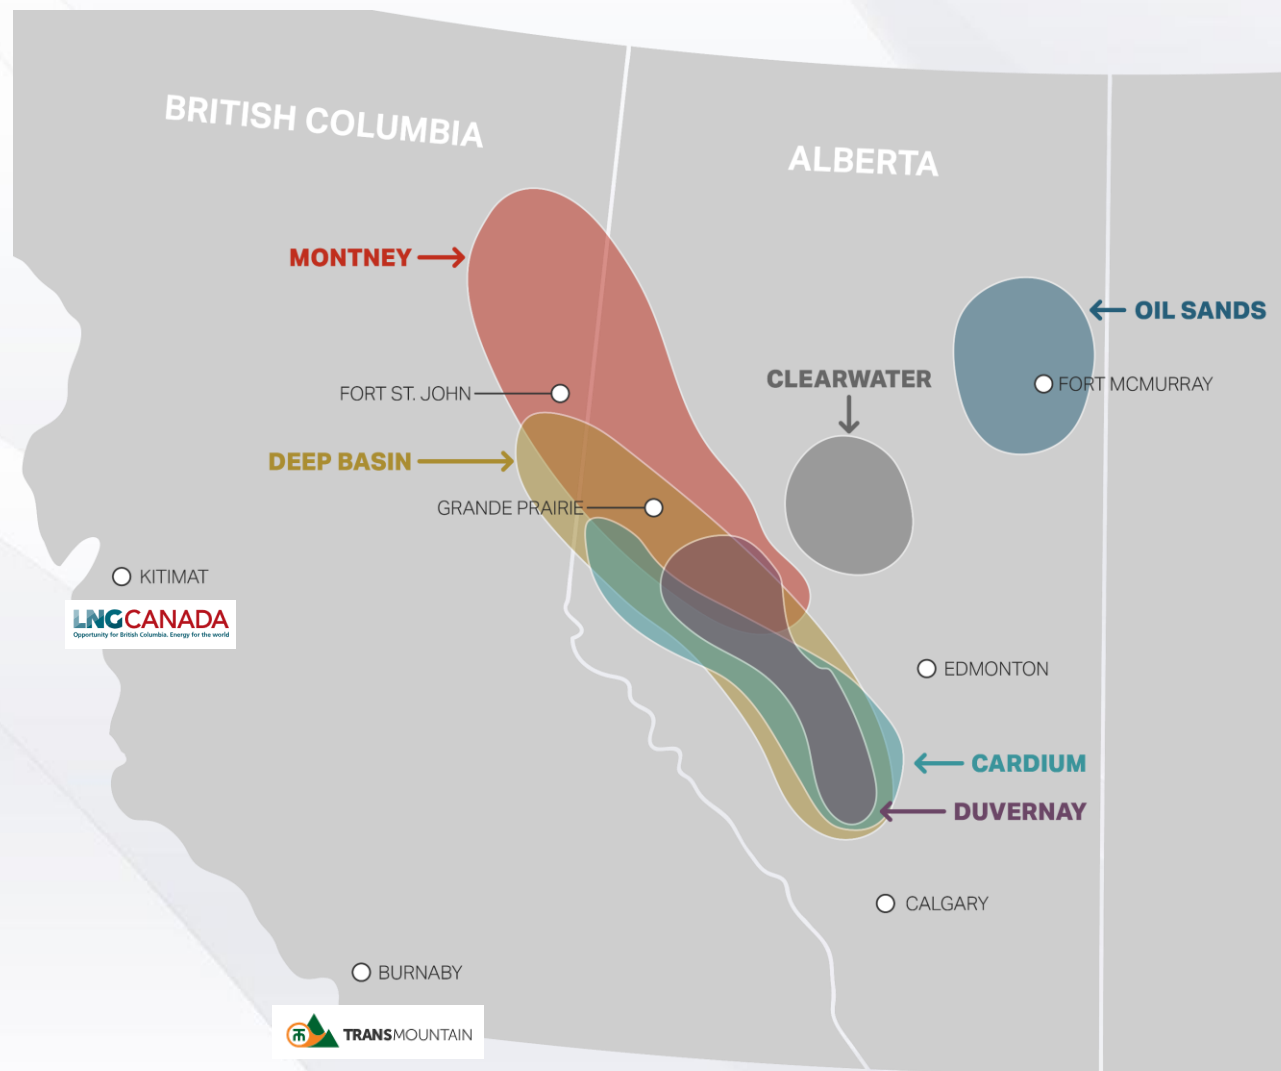 BRITISH COLUMBIA
ALBERTA
MONTNEY
OIL SANDS
CLEARWATER
FORT MCMURRAY
FORT ST. JOHN
DEEP BASIN
GRANDE PRAIRIE
KITIMAT
LNGCANADA
Opportunity for British Columbia. Energy for the world
EDMONTON
CARDIUM
DUVERNAY
CALGARY
BURNABY
TRANSMOUNTAIN